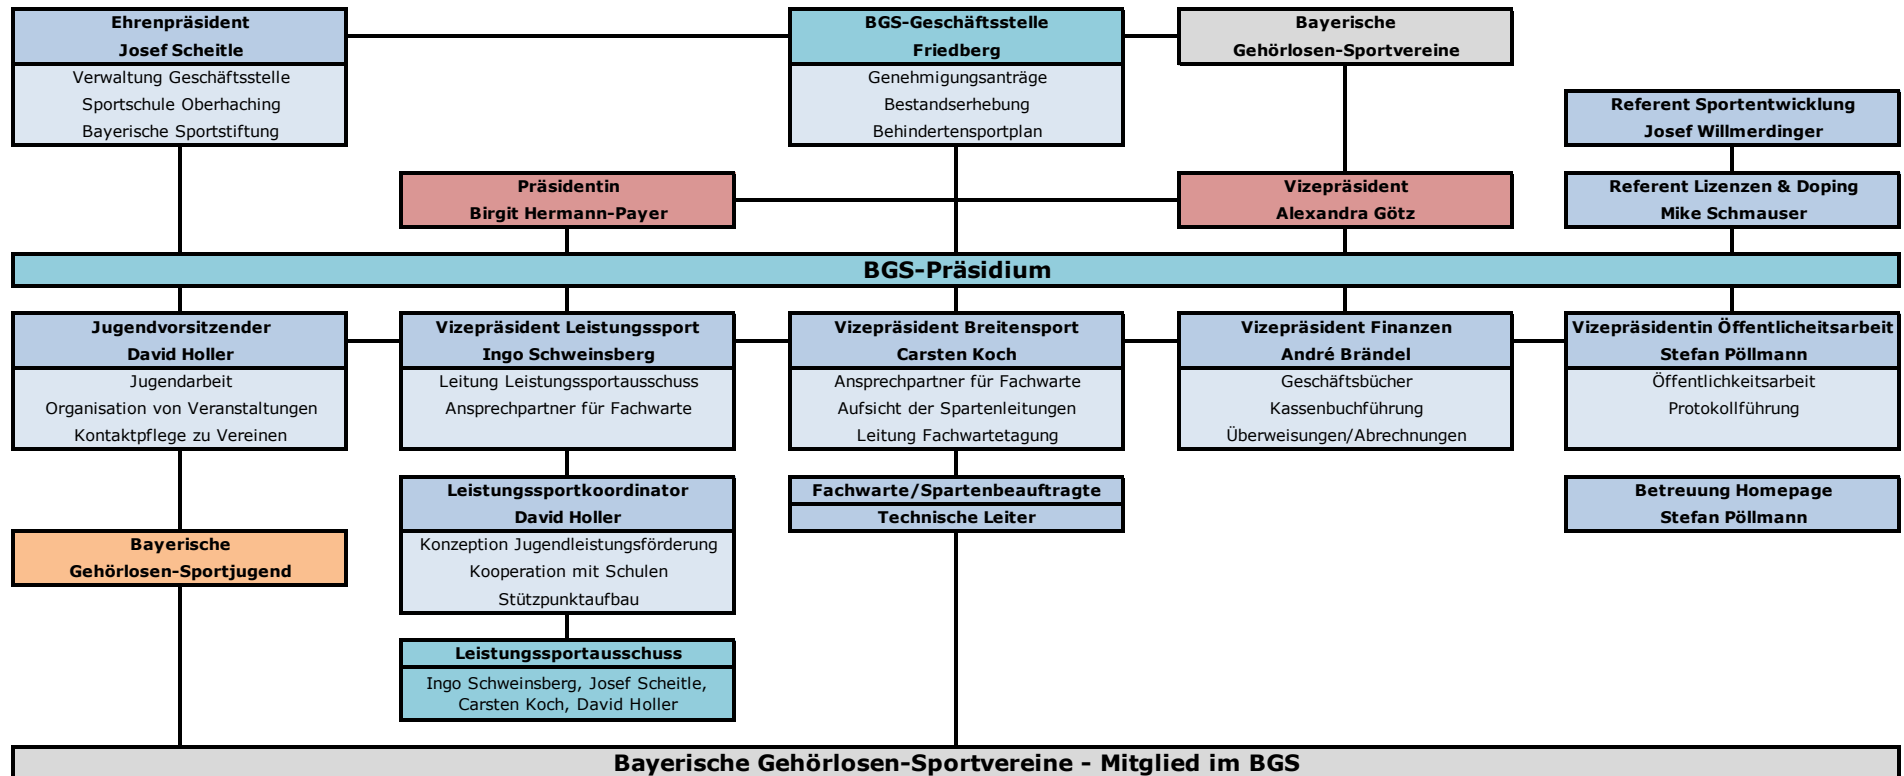 Ehrenpräsident
Josef Scheitle
Verwaltung Geschäftsstelle
Sportschule Oberhaching
Bayerische Sportstiftung
BGS-Geschäftsstelle
Friedberg
Genehmigungsanträge
Bestandserhebung
Behindertensportplan
Bayerische
Gehörlosen-Sportvereine
Referent Sportentwicklung
Josef Willmerdinger
Präsidentin
Birgit Hermann-Payer
Vizepräsident
Alexandra Götz
Referent Lizenzen & Doping
Mike Schmauser
BGS-Präsidium
Jugendvorsitzender
David Holler
Jugendarbeit
Organisation von Veranstaltungen
Kontaktpflege zu Vereinen
Vizepräsident Leistungssport
Ingo Schweinsberg
Leitung Leistungssportausschuss
Ansprechpartner für Fachwarte
Vizepräsident Breitensport
Carsten Koch
Ansprechpartner für Fachwarte
Aufsicht der Spartenleitungen
Leitung Fachwartetagung
Vizepräsident Finanzen
André Brändel
Geschäftsbücher
Kassenbuchführung
Überweisungen/Abrechnungen
Vizepräsidentin Öffentlicheitsarbeit
Stefan Pöllmann
Öffentlichkeitsarbeit
Protokollführung
Leistungssportkoordinator
David Holler
Konzeption Jugendleistungsförderung
Kooperation mit Schulen
Stützpunktaufbau
Fachwarte/Spartenbeauftragte
Technische Leiter
Betreuung Homepage
Stefan Pöllmann
Bayerische
Gehörlosen-Sportjugend
Leistungssportausschuss
Ingo Schweinsberg, Josef Scheitle,
Carsten Koch, David Holler
Bayerische Gehörlosen-Sportvereine - Mitglied im BGS